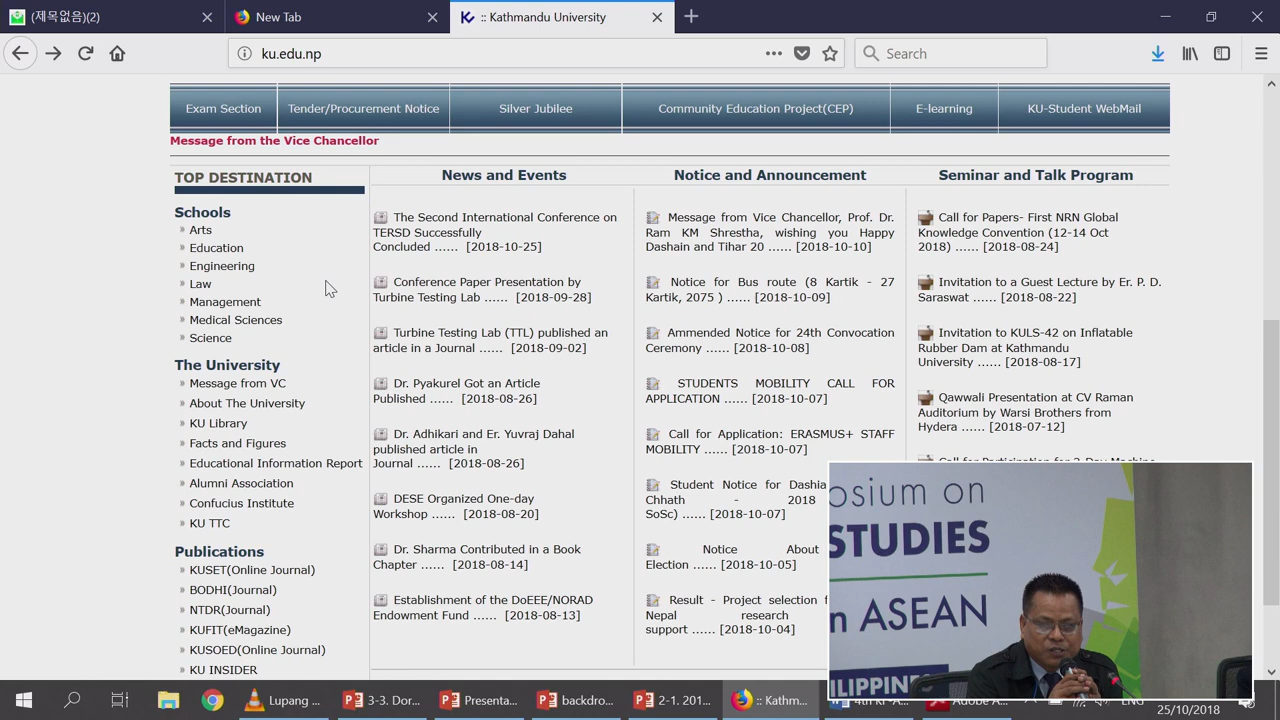 (제목없음)(2)
New Tab
:: Kathmandu University
ku.edu.np
Search
Exam Section
Tender/Procurement Notice
Silver Jubilee
Community Education Project(CEP)
E-learning
KU-Student WebMail
Message from the Vice Chancellor
TOP DESTINATION
Schools
Arts
Education
Engineering
Law
Management
Medical Sciences
Science
The University
Message from VC
About The University
KU Library
Facts and Figures
Educational Information Report
Alumni Association
Confucius Institute
KU TTC
Publications
KUSET(Online Journal)
BODHI(Journal)
NTDR(Journal)
KUFIT(eMagazine)
KUSOED(Online Journal)
KU INSIDER
News and Events
The Second International Conference on
TERSD Successfully
Concluded ...... [2018-10-25]
Conference Paper Presentation by
Turbine Testing Lab ...... [2018-09-28]
Turbine Testing Lab (TTL) published an
article in a Journal ...... [2018-09-02]
Dr. Pyakurel Got an Article
Published ...... [2018-08-26]
Dr. Adhikari and Er. Yuvraj Dahal
published article in
Journal ...... [2018-08-26]
DESE Organized One-day
Workshop ...... [2018-08-20]
Dr. Sharma Contributed in a Book
Chapter ...... [2018-08-14]
Establishment of the DoEEE/NORAD
Endowment Fund ...... [2018-08-13]
Notice and Announcement
Message from Vice Chancellor, Prof. Dr.
Ram KM Shrestha, wishing you Happy
Dashain and Tihar 20 ...... [2018-10-10]
Notice for Bus route (8 Kartik - 27
Kartik, 2075 ) ...... [2018-10-09]
Ammended Notice for 24th Convocation
Ceremony ...... [2018-10-08]
STUDENTS MOBILITY CALL FOR
APPLICATION ...... [2018-10-07]
Call for Application: ERASMUS+ STAFF
MOBILITY ...... [2018-10-07]
Student Notice for Dashia
Chhath - 2018
SoSc) ...... [2018-10-07]
Notice About
Election ...... [2018-10-05]
Result - Project selection f
Nepal research
support ...... [2018-10-04]
Seminar and Talk Program
Call for Papers- First NRN Global
Knowledge Convention (12-14 Oct
2018) ...... [2018-08-24]
Invitation to a Guest Lecture by Er. P. D.
Saraswat ...... [2018-08-22]
Invitation to KULS-42 on Inflatable
Rubber Dam at Kathmandu
University ...... [2018-08-17]
Qawwali Presentation at CV Raman
Auditorium by Warsi Brothers from
Hydera ...... [2018-07-12]
posium on
STUDIES
in ASEAN
ILIPPINES
Lupang ...
3-3. Dor...
Presenta...
backdro...
2-1. 201...
:: Kathm...
ENG
25/10/2018